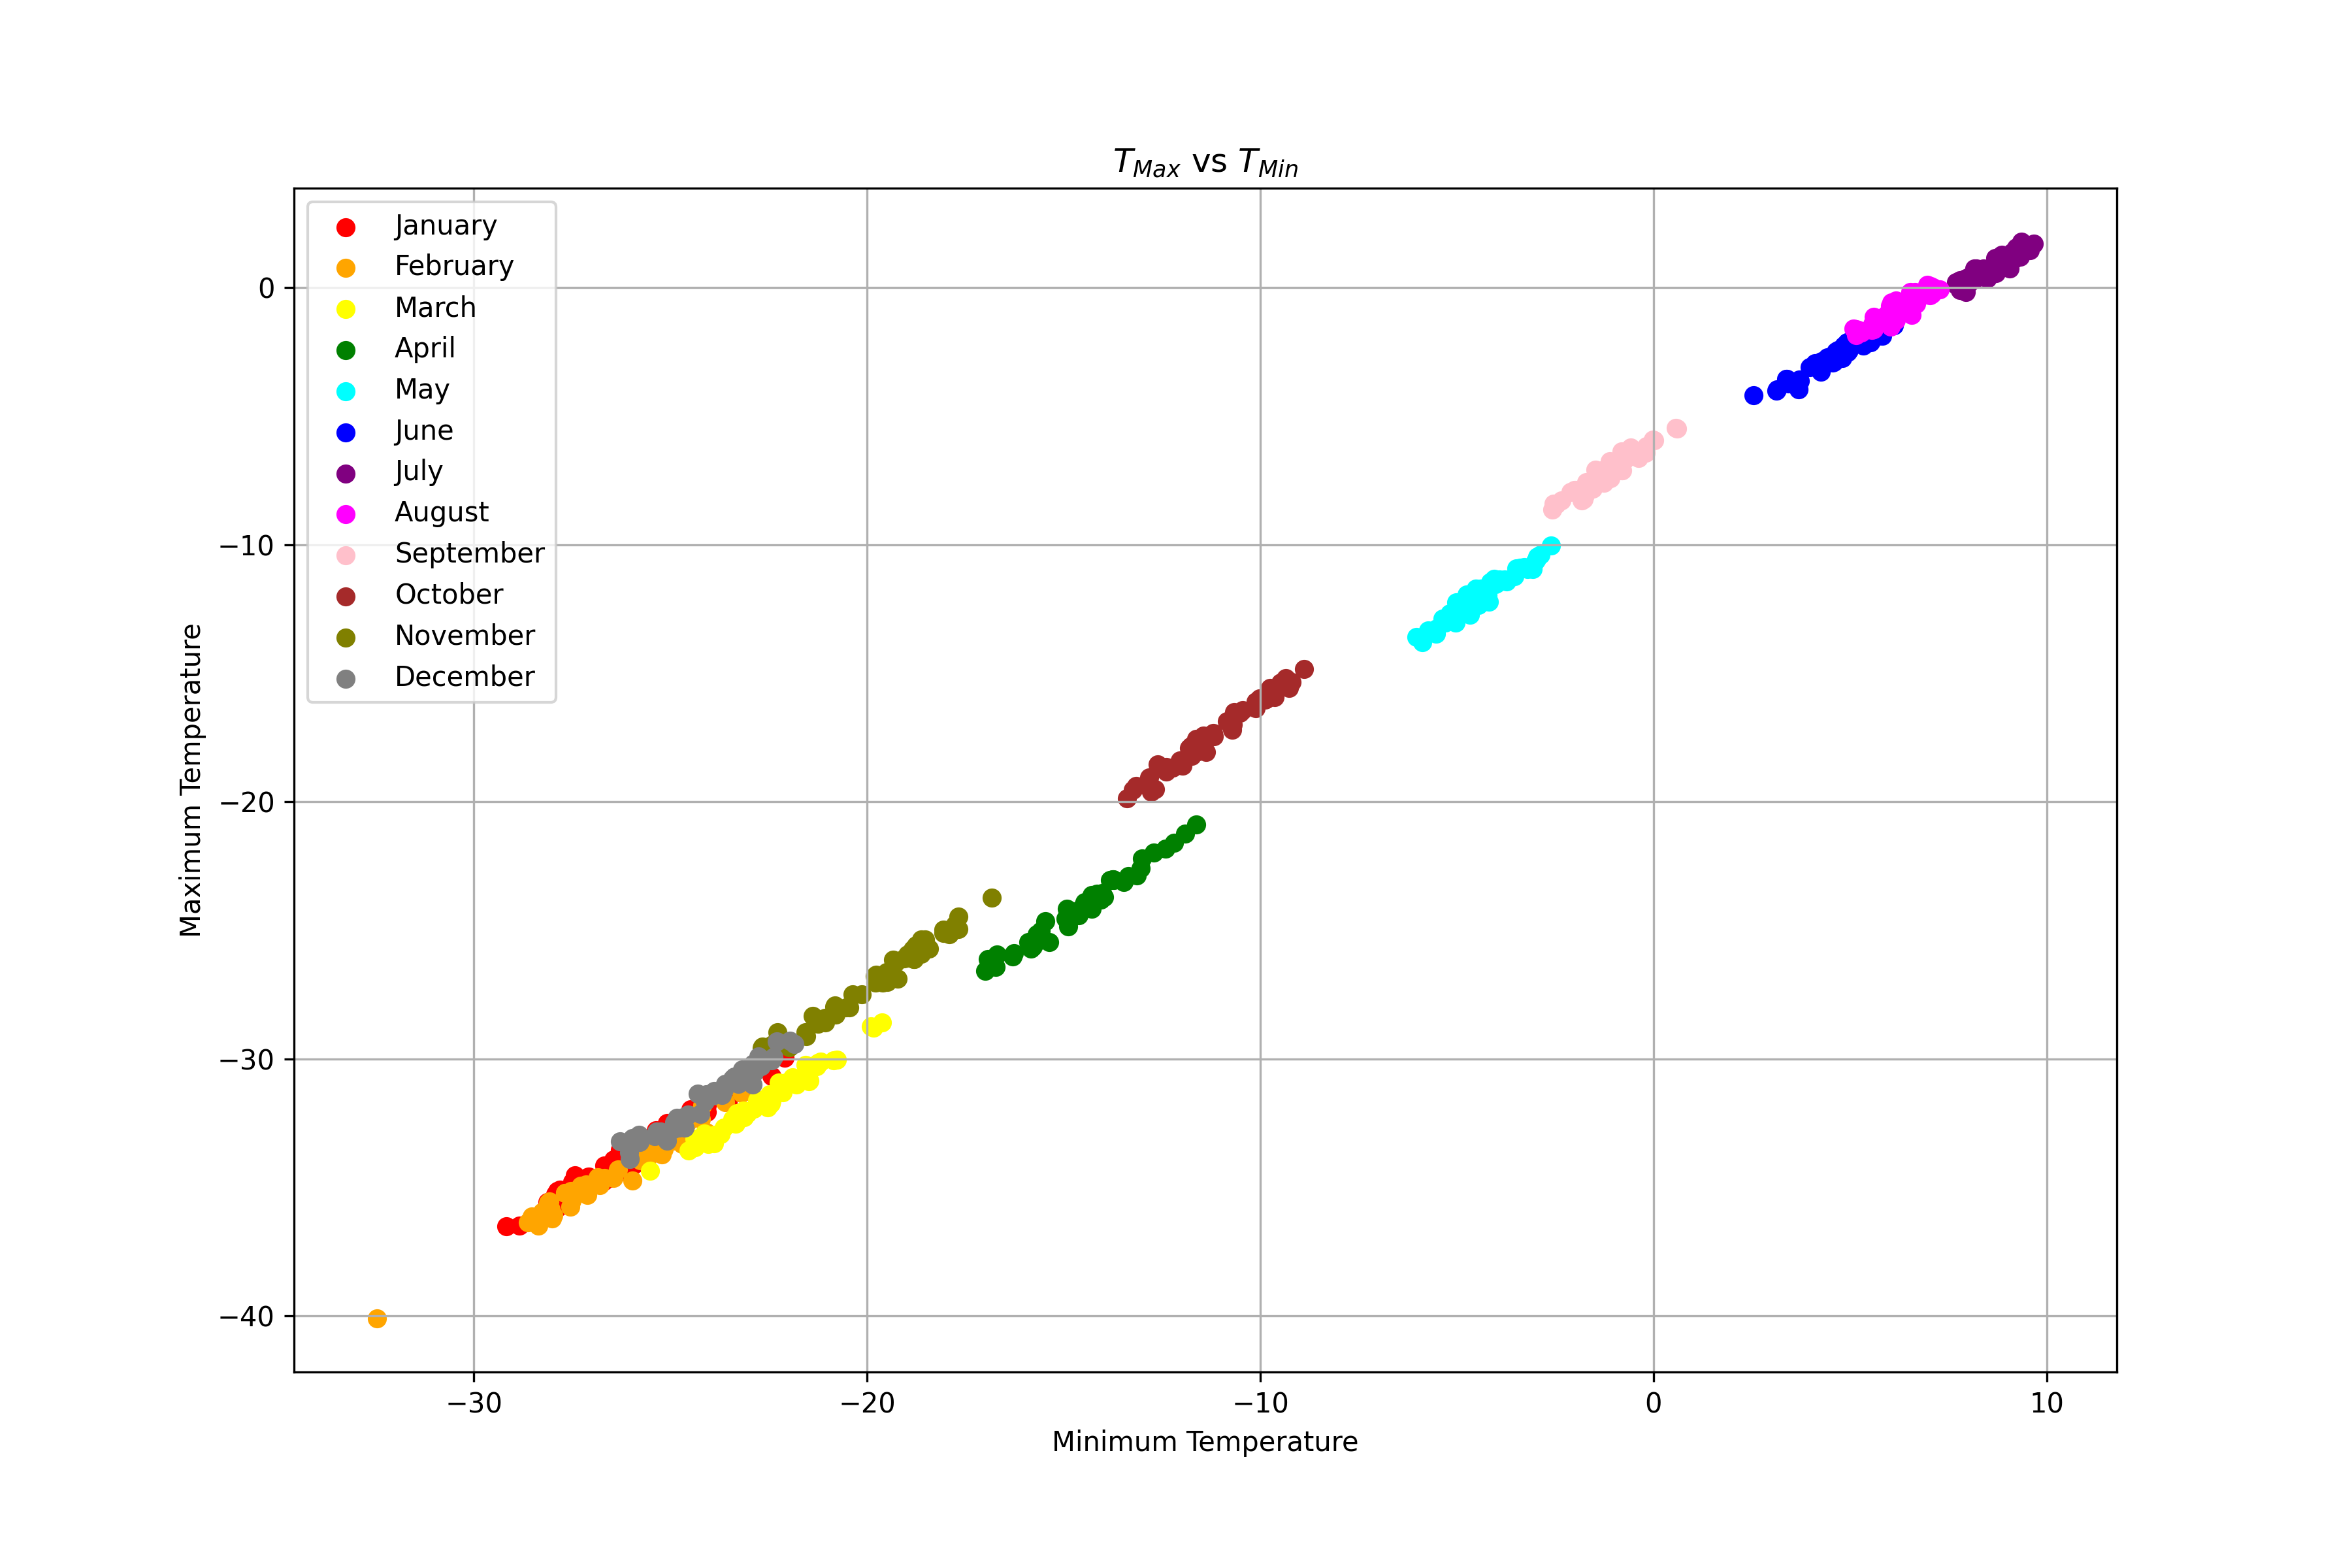 T_Max vs T_Min
January
February
March
April
May
June
July
August
September
October
November
December
Maximum Temperature
0
−10
−20
−30
−40
−30
−20
−10
0
10
Minimum Temperature